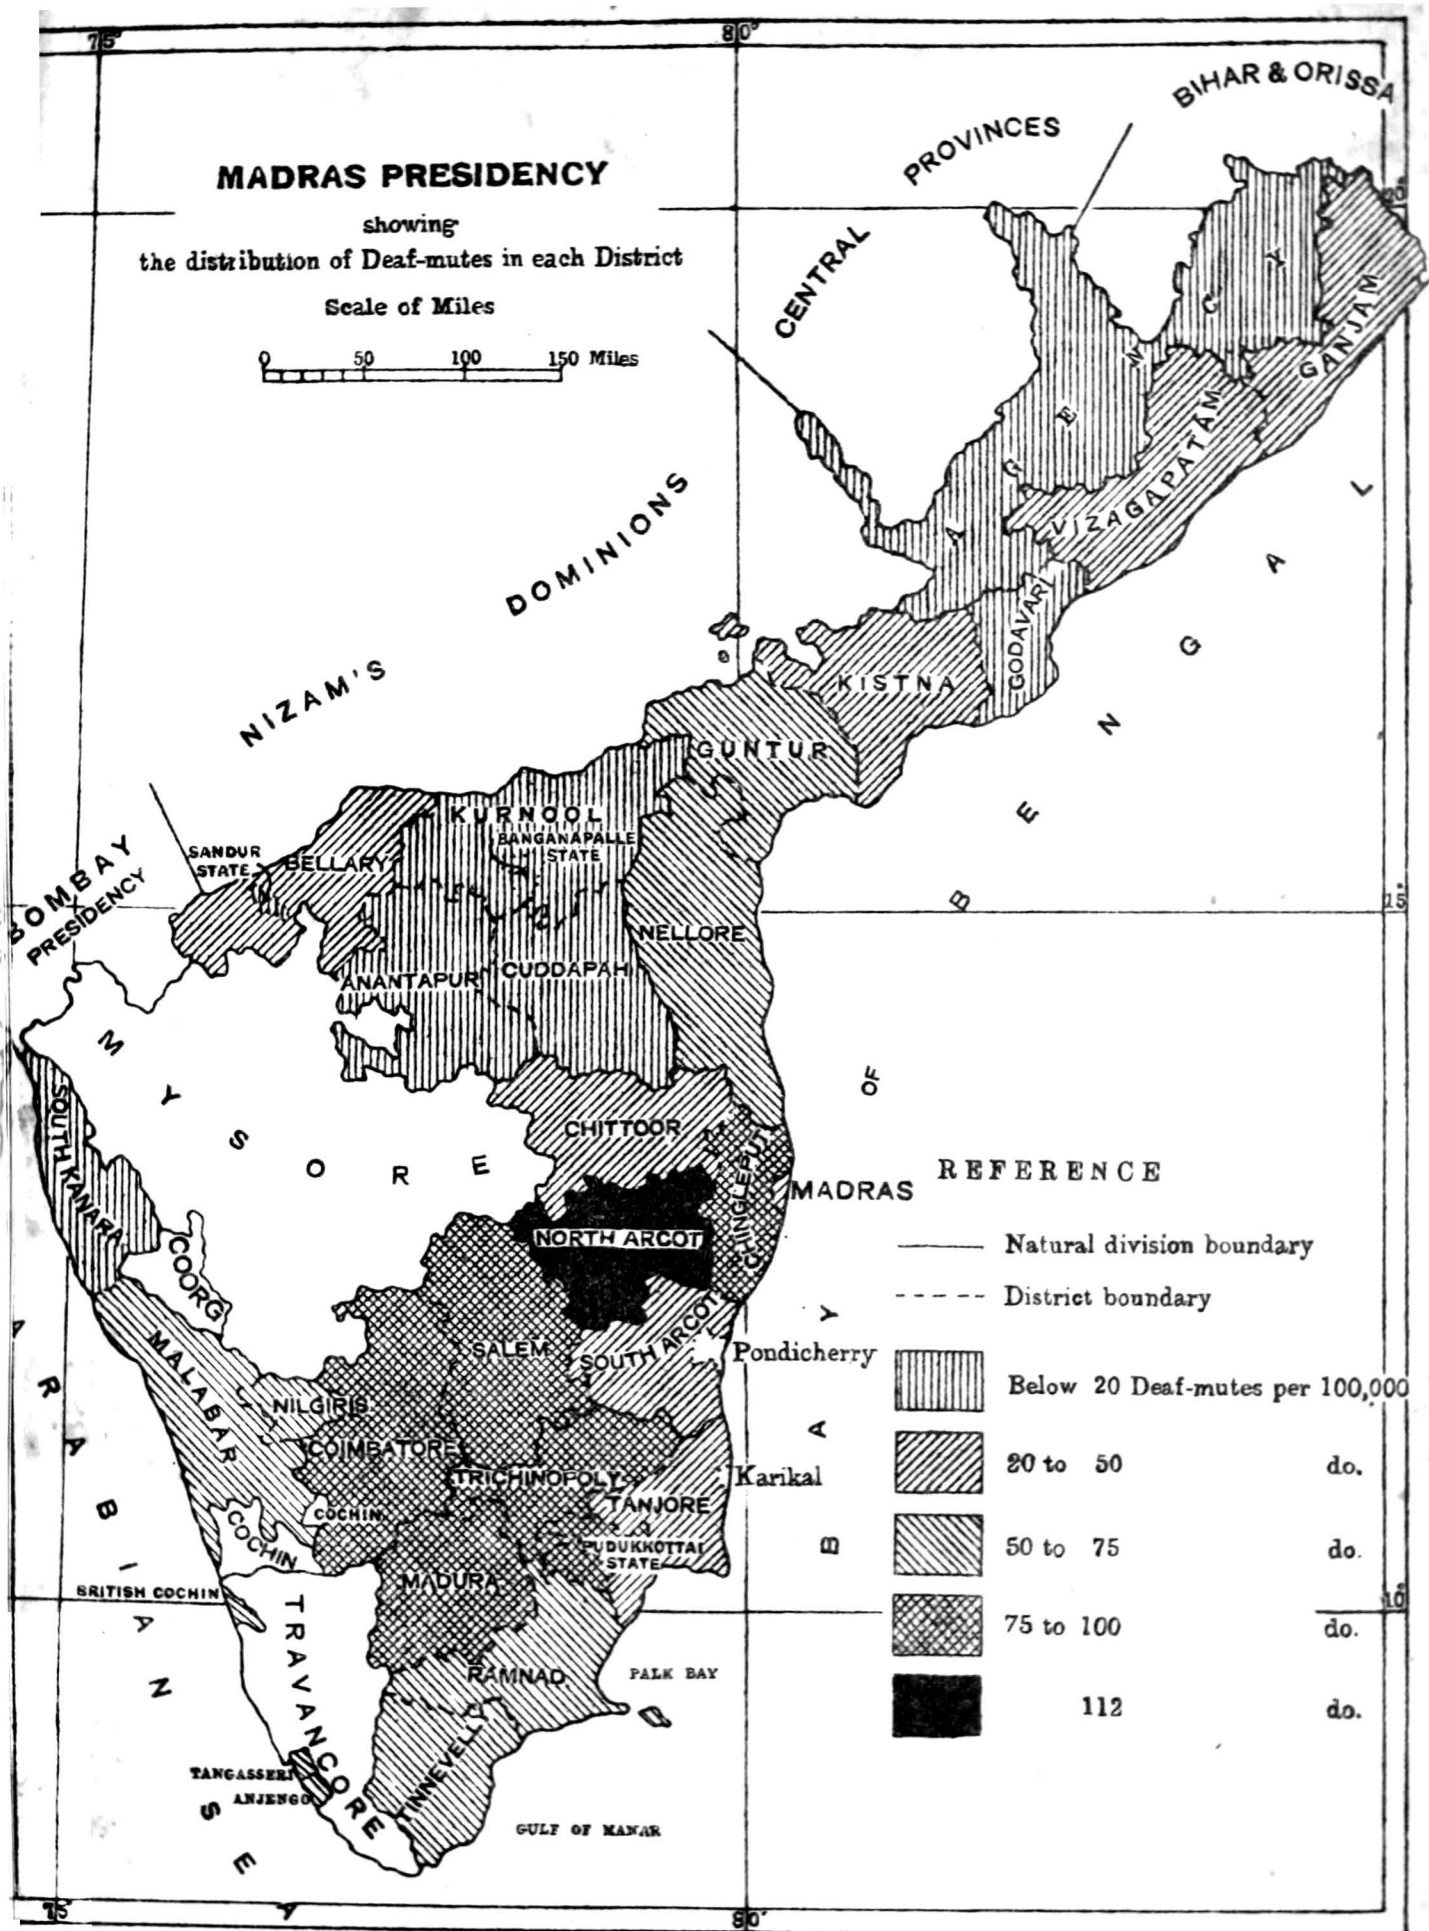 75°
80°
BIHAR & ORISSA
PROVINCES
CENTRAL
MADRAS PRESIDENCY
showing
the distribution of Deaf-mutes in each District
Scale of Miles
0 50 100 150 Miles
20°
AGENCY
GANJAM
VIZAGAPATAM
GODAVARI
KISTNA
GUNTUR
NIZAM'S DOMINIONS
BAY OF BENGAL
KURNOOL
BANGANAPALLE
STATE
SANDUR
STATE
BELLARY
BOMBAY
PRESIDENCY
15°
NELLORE
ANANTAPUR
CUDDAPAH
MYSORE
CHITTOOR
CHINGLEPUT
MADRAS
SOUTH KANARA
COORG
NORTH ARCOT
SALEM
SOUTH ARCOT
Pondicherry
MALABAR
NILGIRIS
COIMBATORE
TRICHINOPOLY
Karikal
TANJORE
COCHIN
COCHIN
PUDUKKOTTAI
STATE
MADURA
BRITISH COCHIN
TRAVANCORE
10°
RAMNAD
PALK BAY
TINNEVELLY
TANGASSERI
ANJENGO
GULF OF MANAR
ARABIAN SEA
REFERENCE
Natural division boundary
District boundary
Below 20 Deaf-mutes per 100,000
20 to 50 do.
50 to 75 do.
75 to 100 do.
112 do.
75°
80°